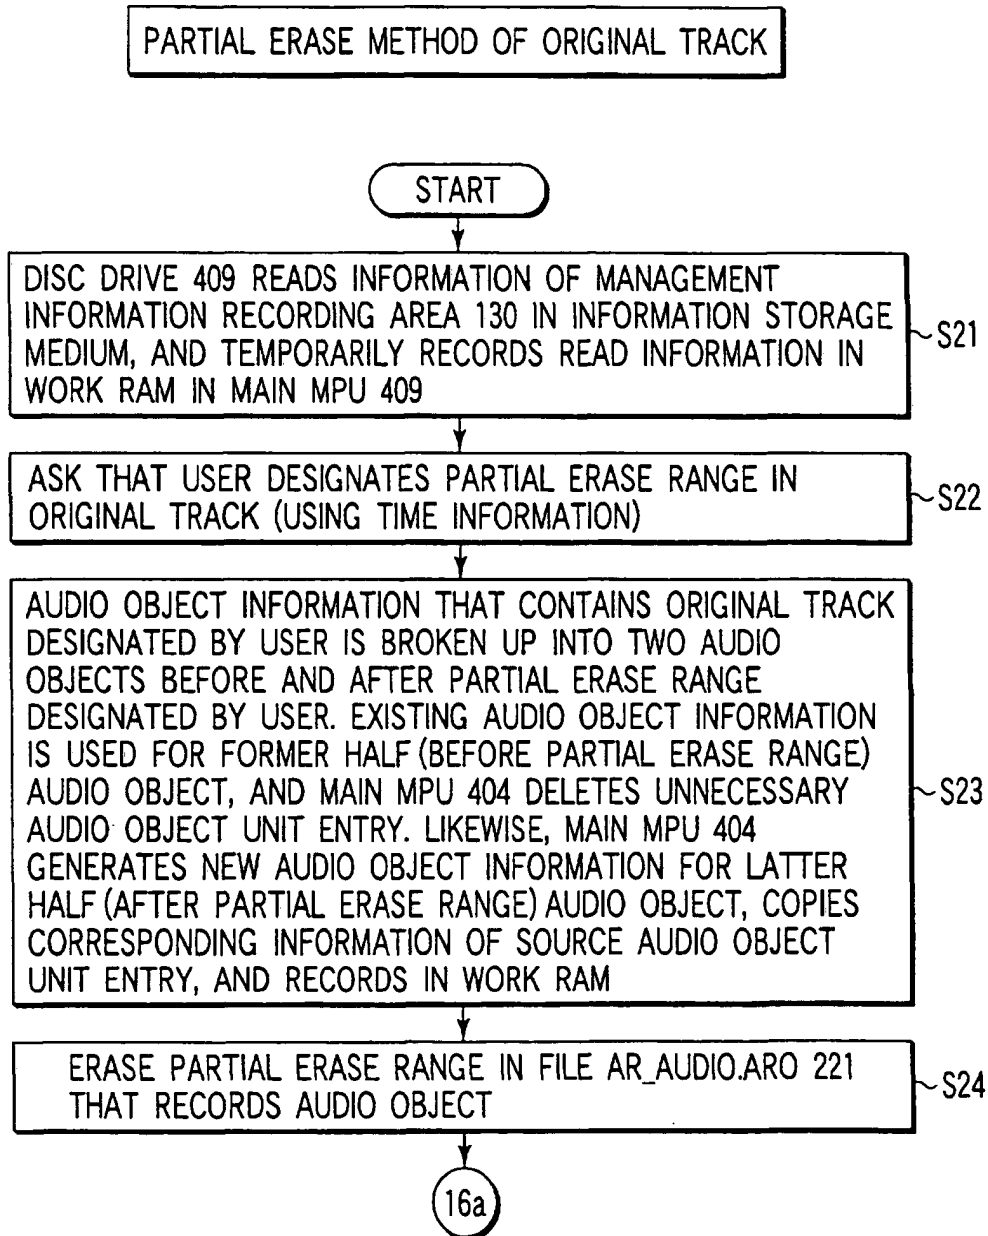 PARTIAL ERASE METHOD OF ORIGINAL TRACK
START
DISC DRIVE 409 READS INFORMATION OF MANAGEMENT
INFORMATION RECORDING AREA 130 IN INFORMATION STORAGE
MEDIUM, AND TEMPORARILY RECORDS READ INFORMATION IN
WORK RAM IN MAIN MPU 409
S21
ASK THAT USER DESIGNATES PARTIAL ERASE RANGE IN
ORIGINAL TRACK (USING TIME INFORMATION)
S22
AUDIO OBJECT INFORMATION THAT CONTAINS ORIGINAL TRACK
DESIGNATED BY USER IS BROKEN UP INTO TWO AUDIO
OBJECTS BEFORE AND AFTER PARTIAL ERASE RANGE
DESIGNATED BY USER. EXISTING AUDIO OBJECT INFORMATION
IS USED FOR FORMER HALF (BEFORE PARTIAL ERASE RANGE)
AUDIO OBJECT, AND MAIN MPU 404 DELETES UNNECESSARY
AUDIO OBJECT UNIT ENTRY. LIKEWISE, MAIN MPU 404
GENERATES NEW AUDIO OBJECT INFORMATION FOR LATTER
HALF (AFTER PARTIAL ERASE RANGE) AUDIO OBJECT, COPIES
CORRESPONDING INFORMATION OF SOURCE AUDIO OBJECT
UNIT ENTRY, AND RECORDS IN WORK RAM
S23
ERASE PARTIAL ERASE RANGE IN FILE AR_AUDIO.ARO 221
THAT RECORDS AUDIO OBJECT
S24
16a